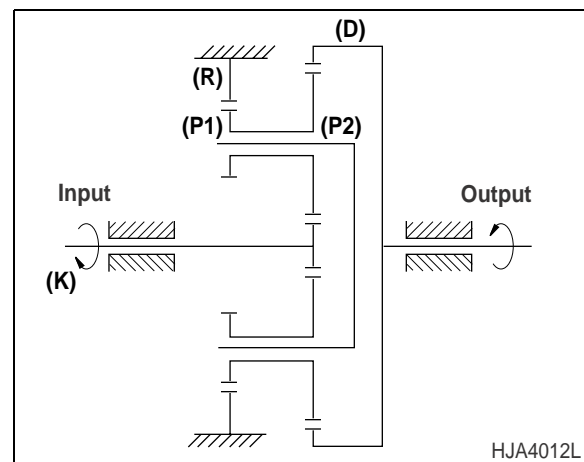 (D)
(R)
(P1) (P2)
Input Output
(K)
HJA4012L